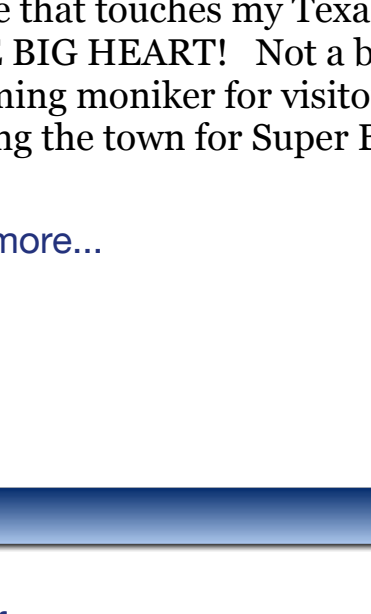 e that touches my Texa
E BIG HEART! Not a b
ning moniker for visito
ng the town for Super B
more...